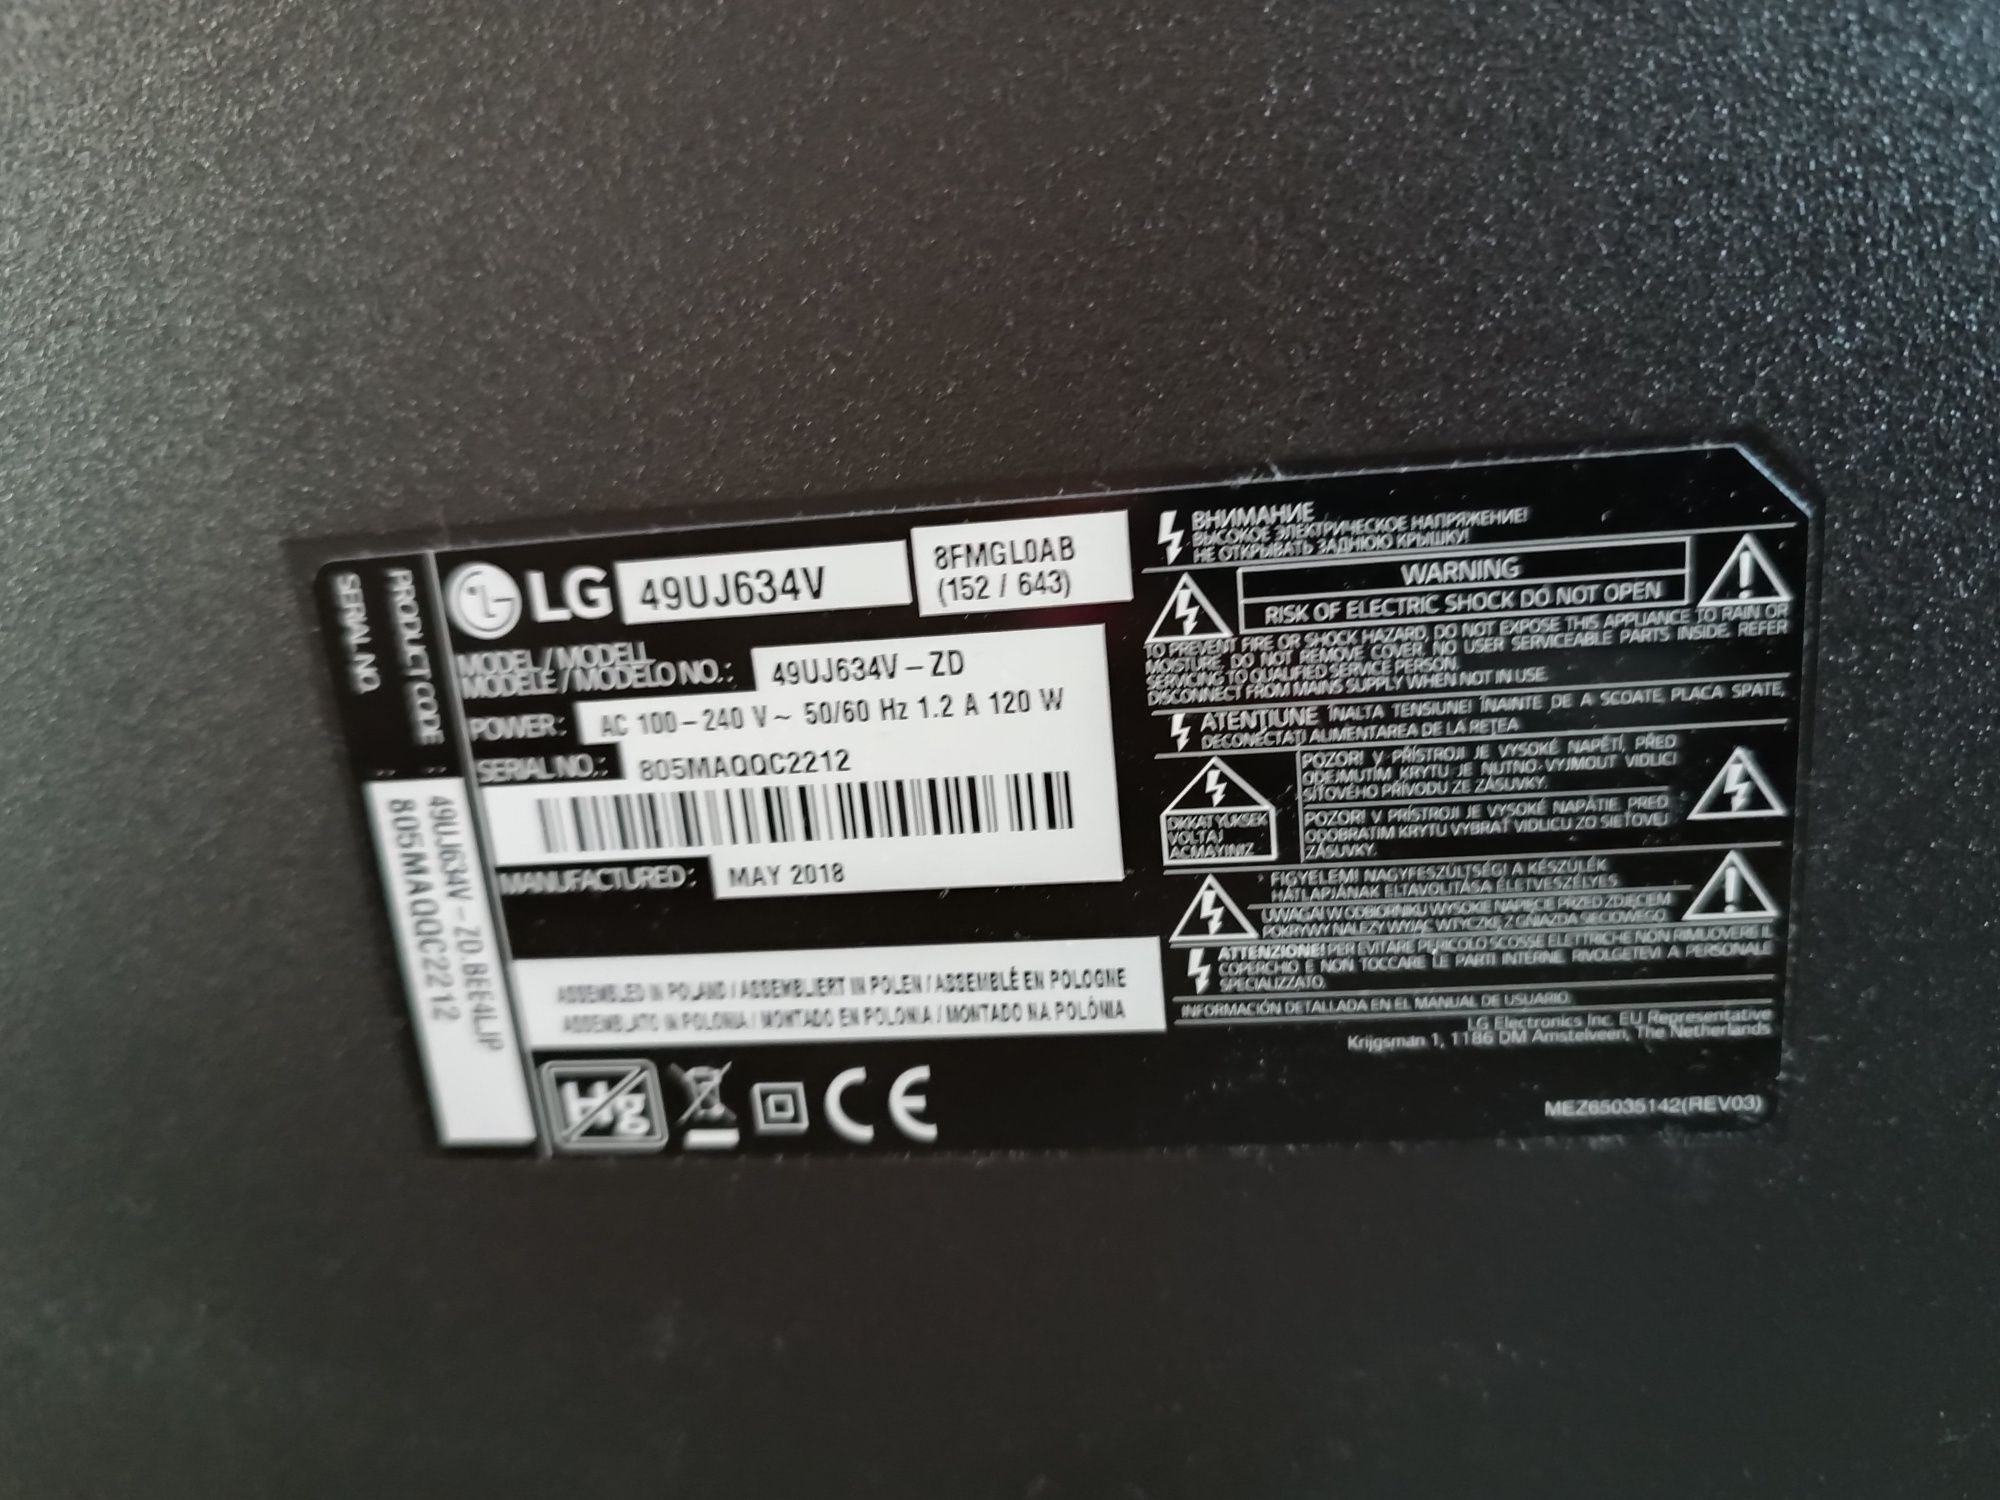 PRODUCT CODE : 49UJ634V-ZD.BEE4LJP
SERIAL NO. : 805MAQQC2212
LG 49UJ634V
8FMGL0AB
(152 / 643)
MODEL / MODELL
MODÈLE / MODELO NO.: 49UJ634V-ZD
POWER: AC 100-240 V~ 50/60 Hz 1.2 A 120 W
SERIAL NO.: 805MAQQC2212
MANUFACTURED: MAY 2018
ASSEMBLED IN POLAND / ASSEMBLIERT IN POLEN / ASSEMBLÉ EN POLOGNE
ASSEMBLATO IN POLONIA / MONTADO EN POLONIA / MONTADO NA POLÓNIA
Hg
CE
ВНИМАНИЕ
ВЫСОКОЕ ЭЛЕКТРИЧЕСКОЕ НАПРЯЖЕНИЕ!
НЕ ОТКРЫВАТЬ ЗАДНЮЮ КРЫШКУ!
WARNING
RISK OF ELECTRIC SHOCK DO NOT OPEN
TO PREVENT FIRE OR SHOCK HAZARD, DO NOT EXPOSE THIS APPLIANCE TO RAIN OR
MOISTURE, DO NOT REMOVE COVER, NO USER SERVICEABLE PARTS INSIDE. REFER
SERVICING TO QUALIFIED SERVICE PERSON.
DISCONNECT FROM MAINS SUPPLY WHEN NOT IN USE.
ATENȚIUNE ÎNALTA TENSIUNE! ÎNAINTE DE A SCOATE PLACA SPATE,
DECONECTAȚI ALIMENTAREA DE LA REȚEA
DIKKAT YÜKSEK
VOLTAJ
AÇMAYINIZ
POZOR! V PŘÍSTROJI JE VYSOKÉ NAPĚTÍ, PŘED
ODEJMUTÍM KRYTU JE NUTNO VYJMOUT VIDLICI
SÍŤOVÉHO PŘÍVODU ZE ZÁSUVKY.
POZOR! V PRÍSTROJI JE VYSOKÉ NAPÄTIE, PRED
ODOBRATÍM KRYTU VYBRAŤ VIDLICU ZO SIEŤOVEJ
ZÁSUVKY.
FIGYELEM! NAGYFESZÜLTSÉG! A KÉSZÜLÉK
HÁTLAPJÁNAK ELTÁVOLÍTÁSA ÉLETVESZÉLYES
UWAGA! W ODBIORNIKU WYSOKIE NAPIĘCIE PRZED ZDJĘCIEM
POKRYWY NALEŻY WYJĄĆ WTYCZKĘ Z GNIAZDA SIECIOWEGO
ATTENZIONE! PER EVITARE PERICOLO SCOSSE ELETTRICHE NON RIMUOVERE IL
COPERCHIO E NON TOCCARE LE PARTI INTERNE. RIVOLGETEVI A PERSONALE
SPECIALIZZATO.
INFORMACIÓN DETALLADA EN EL MANUAL DE USUARIO.
LG Electronics Inc. EU Representative
Krijgsman 1, 1186 DM Amstelveen, The Netherlands
MEZ65035142(REV03)